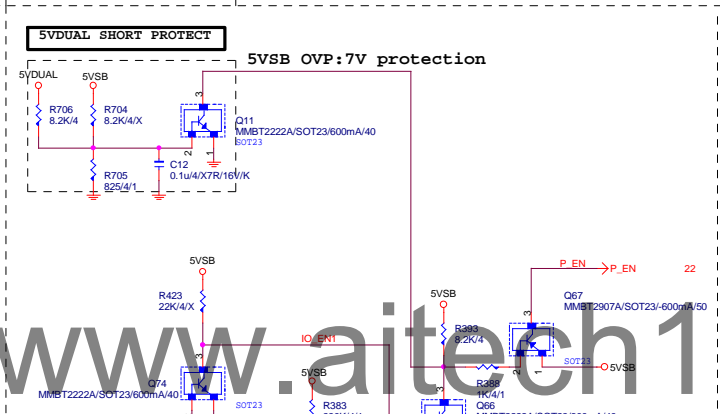 5VDUAL SHORT PROTECT
5VSB OVP:7V protection
5VDUAL
5VSB
R706
8.2K/4
R704
8.2K/4/X
3
Q11
MMBT2222A/SOT23/600mA/40
SOT23
2
1
C12
0.1u/4/X7R/16V/K
R705
825/4/1
5VSB
P_EN
P_EN
22
R423
22K/4/X
5VSB
3
Q67
MMBT2907A/SOT23/-600mA/50
R393
8.2K/4
IO_EN1
www.aitech1
3
SOT23
5VSB
2
1
5VSB
Q74
MMBT2222A/SOT23/600mA/40
R388
1K/4/1
SOT23
R383
3
Q66